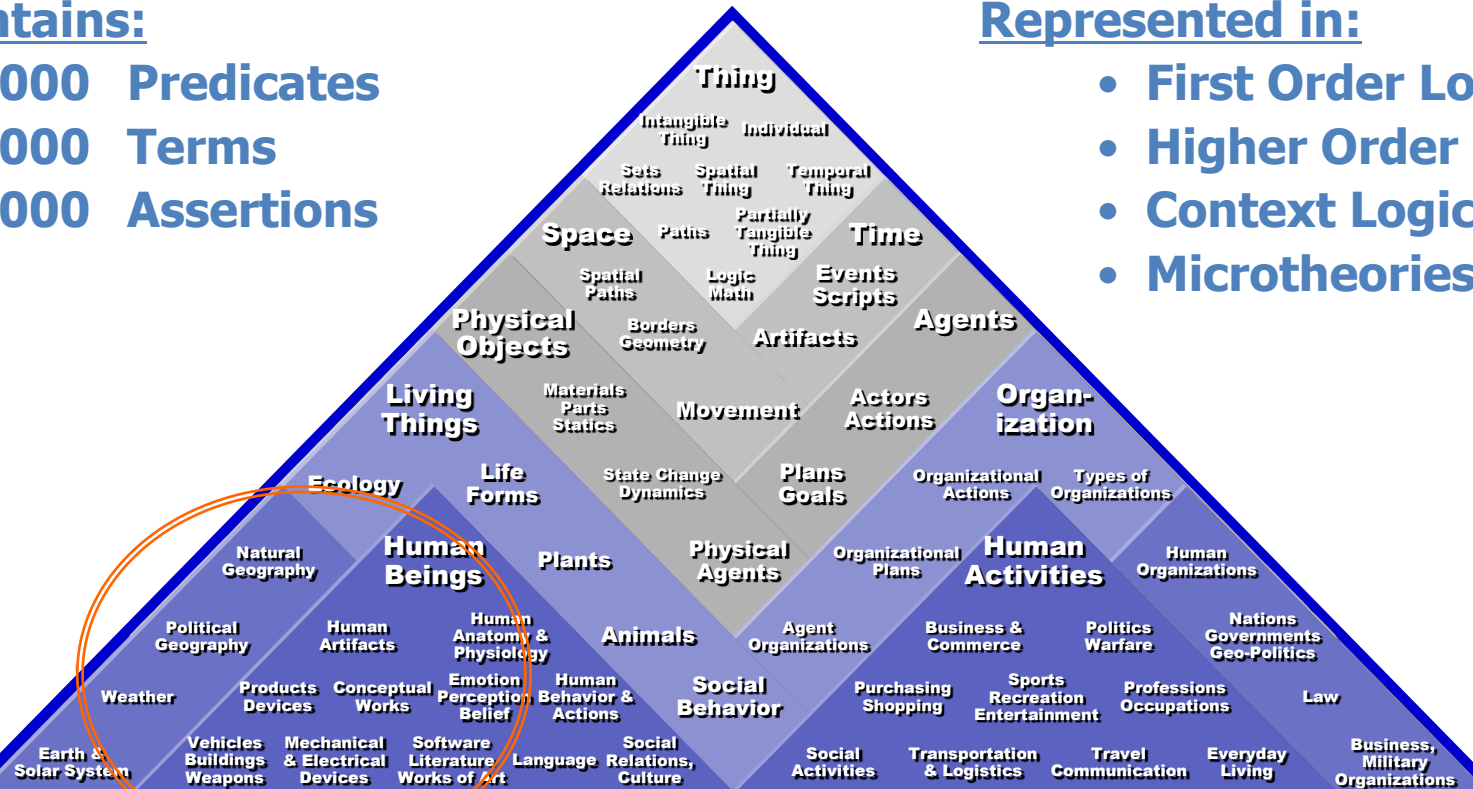 ntains:
000 Predicates
000 Terms
000 Assertions
Represented in:
• First Order Lo
• Higher Order
• Context Logic
• Microtheories
Thing
Intangible
Thing
Individual
Sets
Relations
Spatial
Thing
Temporal
Thing
Space
Paths
Partially
Tangible
Thing
Time
Spatial
Paths
Logic
Math
Events
Scripts
Physical
Objects
Borders
Geometry
Artifacts
Agents
Living
Things
Materials
Parts
Statics
Movement
Actors
Actions
Organ-
ization
Ecology
Life
Forms
State Change
Dynamics
Plans
Goals
Organizational
Actions
Types of
Organizations
Natural
Geography
Human
Beings
Plants
Physical
Agents
Organizational
Plans
Human
Activities
Human
Organizations
Political
Geography
Human
Artifacts
Human
Anatomy &
Physiology
Animals
Agent
Organizations
Business &
Commerce
Politics
Warfare
Nations
Governments
Geo-Politics
Weather
Products
Devices
Conceptual
Works
Emotion
Perception
Belief
Human
Behavior &
Actions
Social
Behavior
Purchasing
Shopping
Sports
Recreation
Entertainment
Professions
Occupations
Law
Earth &
Solar System
Vehicles
Buildings
Weapons
Mechanical
& Electrical
Devices
Software
Literature
Works of Art
Language
Social
Relations,
Culture
Social
Activities
Transportation
& Logistics
Travel
Communication
Everyday
Living
Business,
Military
Organizations